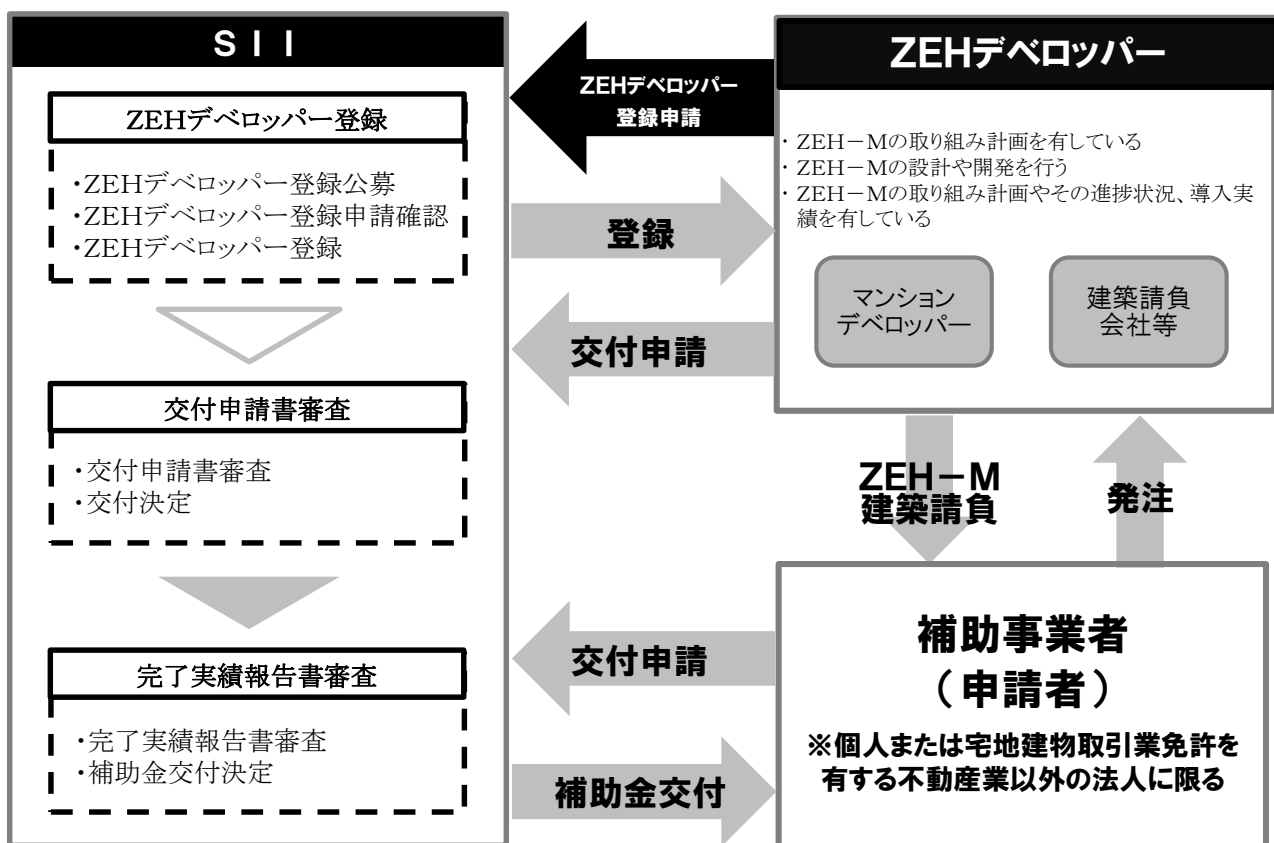 ＳＩＩ
ZEHデベロッパー登録
・ZEHデベロッパー登録公募
・ZEHデベロッパー登録申請確認
・ZEHデベロッパー登録
交付申請書審査
・交付申請書審査
・交付決定
完了実績報告書審査
・完了実績報告書審査
・補助金交付決定
ZEHデベロッパー
登録申請
登録
交付申請
交付申請
補助金交付
ZEHデベロッパー
・ ZEH－Mの取り組み計画を有している
・ ZEH－Mの設計や開発を行う
・ ZEH－Mの取り組み計画やその進捗状況、導入実
績を有している
マンション
デベロッパー
建築請負
会社等
ZEH－M
建築請負
発注
補助事業者
（申請者）
※個人または宅地建物取引業免許を
有する不動産業以外の法人に限る